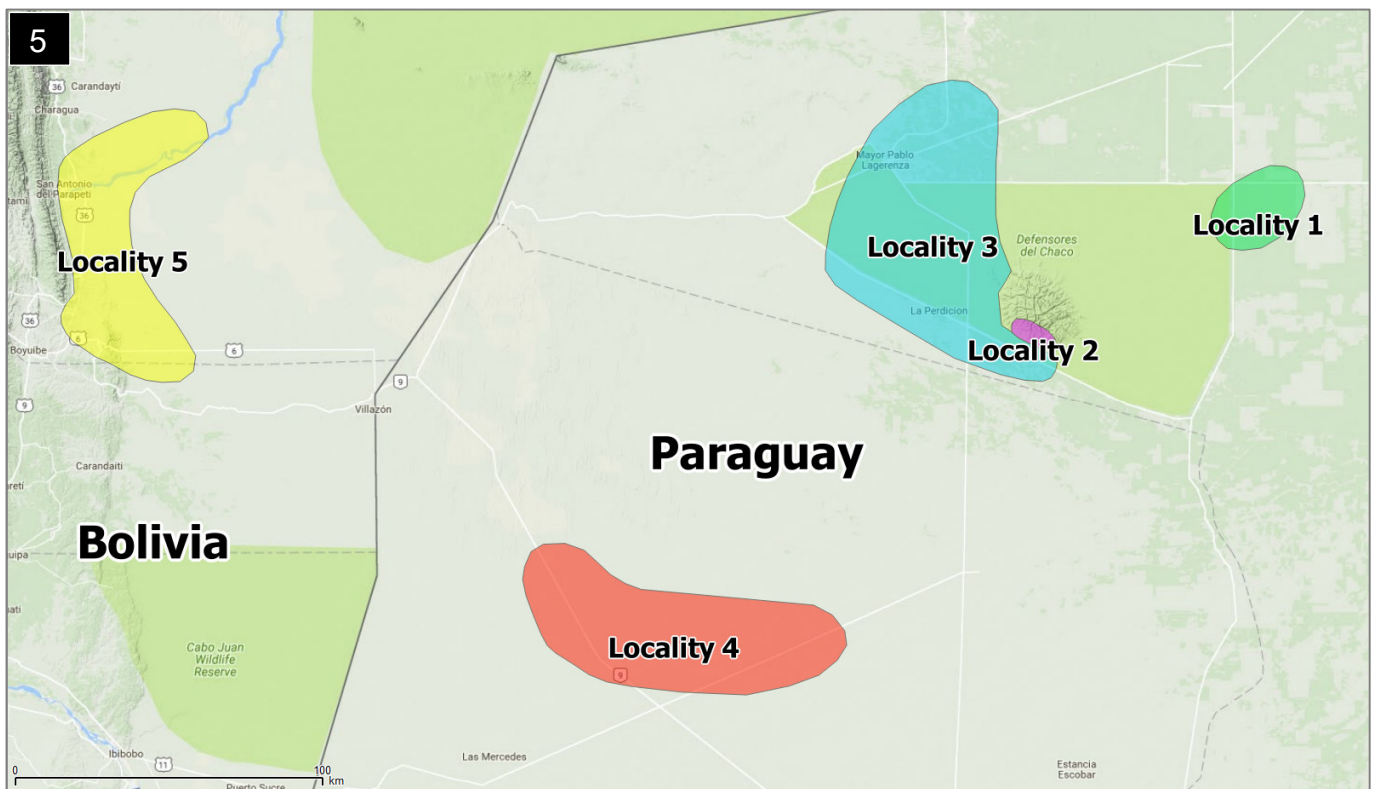 5
36
Carandaytí
Charagua
San Antonio
del Parapetí
tami
36
Locality 5
36
6
Boyuibe
6
9
Carandaiti
Bolivia
Cabo Juan
Wildlife
Reserve
Ibibobo
11
Puerto Sucre
0
100
km
Villazón
9
Paraguay
Locality 4
9
Las Mercedes
Mayor Pablo
Lagerenza
Locality 3
La Perdicion
Defensores
del Chaco
Locality 2
Locality 1
Estancia
Escobar